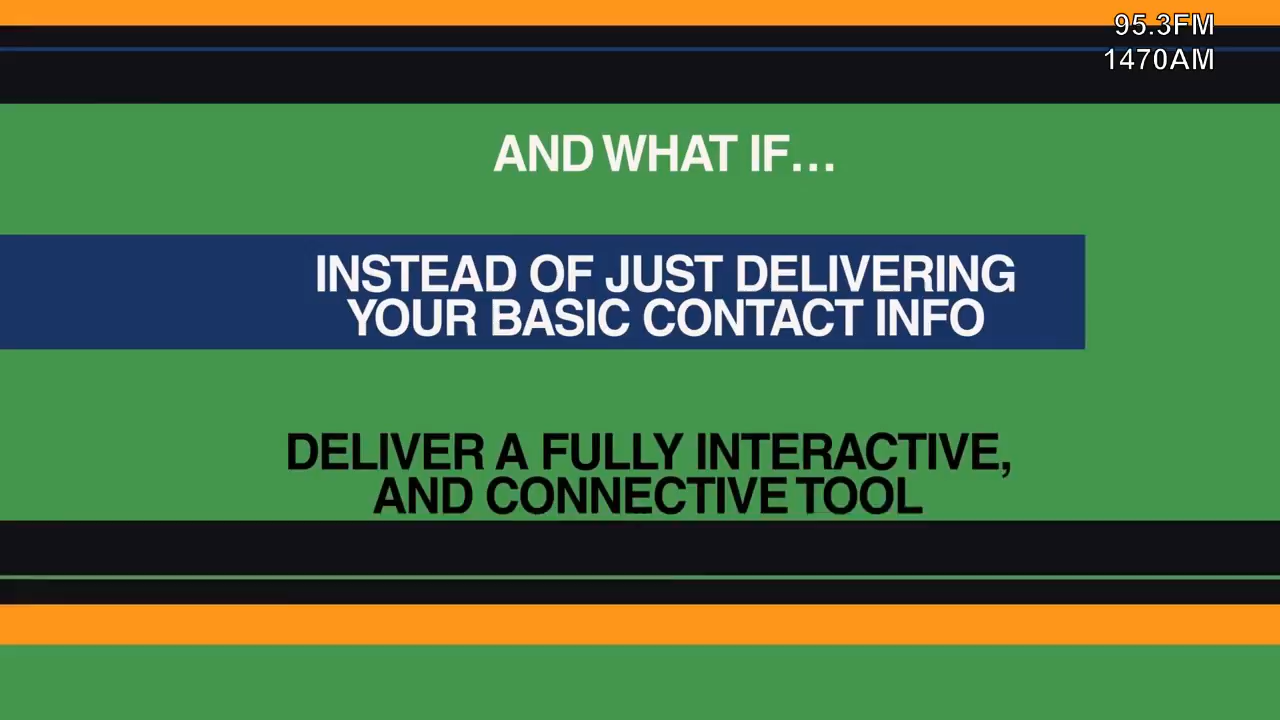 95.3FM
1470AM
AND WHAT IF...
INSTEAD OF JUST DELIVERING
YOUR BASIC CONTACT INFO
DELIVER A FULLY INTERACTIVE,
AND CONNECTIVE TOOL